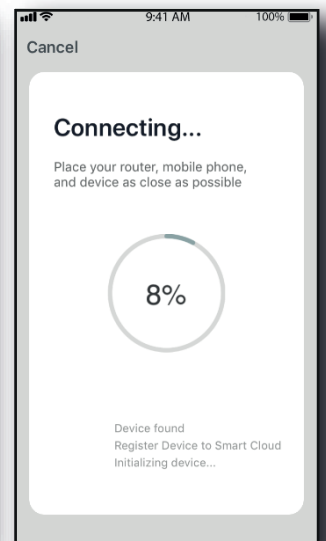 9:41 AM
100%
Cancel
Connecting...
Place your router, mobile phone,
and device as close as possible
8%
Device found
Register Device to Smart Cloud
Initializing device...